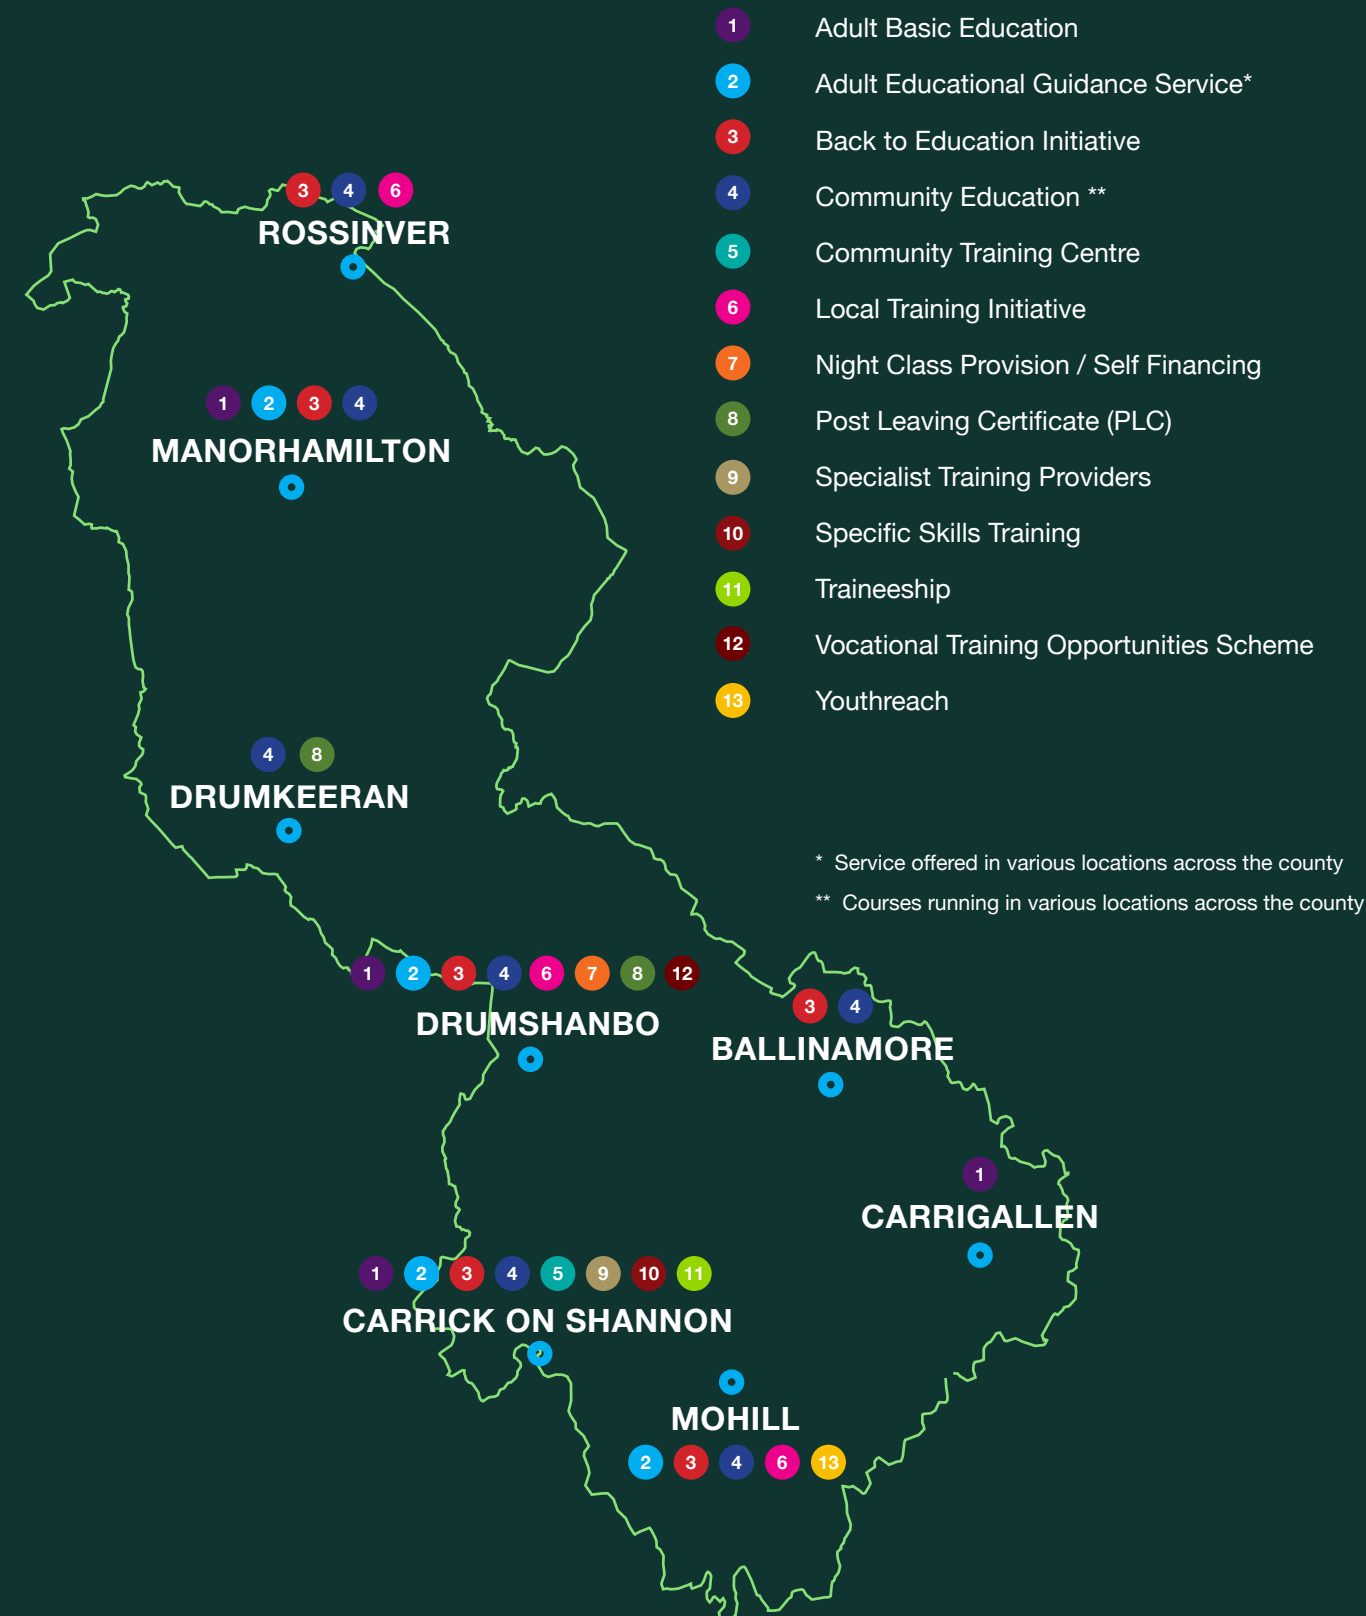 1 Adult Basic Education
2 Adult Educational Guidance Service*
3 Back to Education Initiative
4 Community Education **
5 Community Training Centre
6 Local Training Initiative
7 Night Class Provision / Self Financing
8 Post Leaving Certificate (PLC)
9 Specialist Training Providers
10 Specific Skills Training
11 Traineeship
12 Vocational Training Opportunities Scheme
13 Youthreach
* Service offered in various locations across the county
** Courses running in various locations across the county
3 4 6
ROSSINVER
1 2 3 4
MANORHAMILTON
4 8
DRUMKEERAN
1 2 3 4 6 7 8 12
DRUMSHANBO
3 4
BALLINAMORE
1
CARRIGALLEN
1 2 3 4 5 9 10 11
CARRICK ON SHANNON
MOHILL
2 3 4 6 13